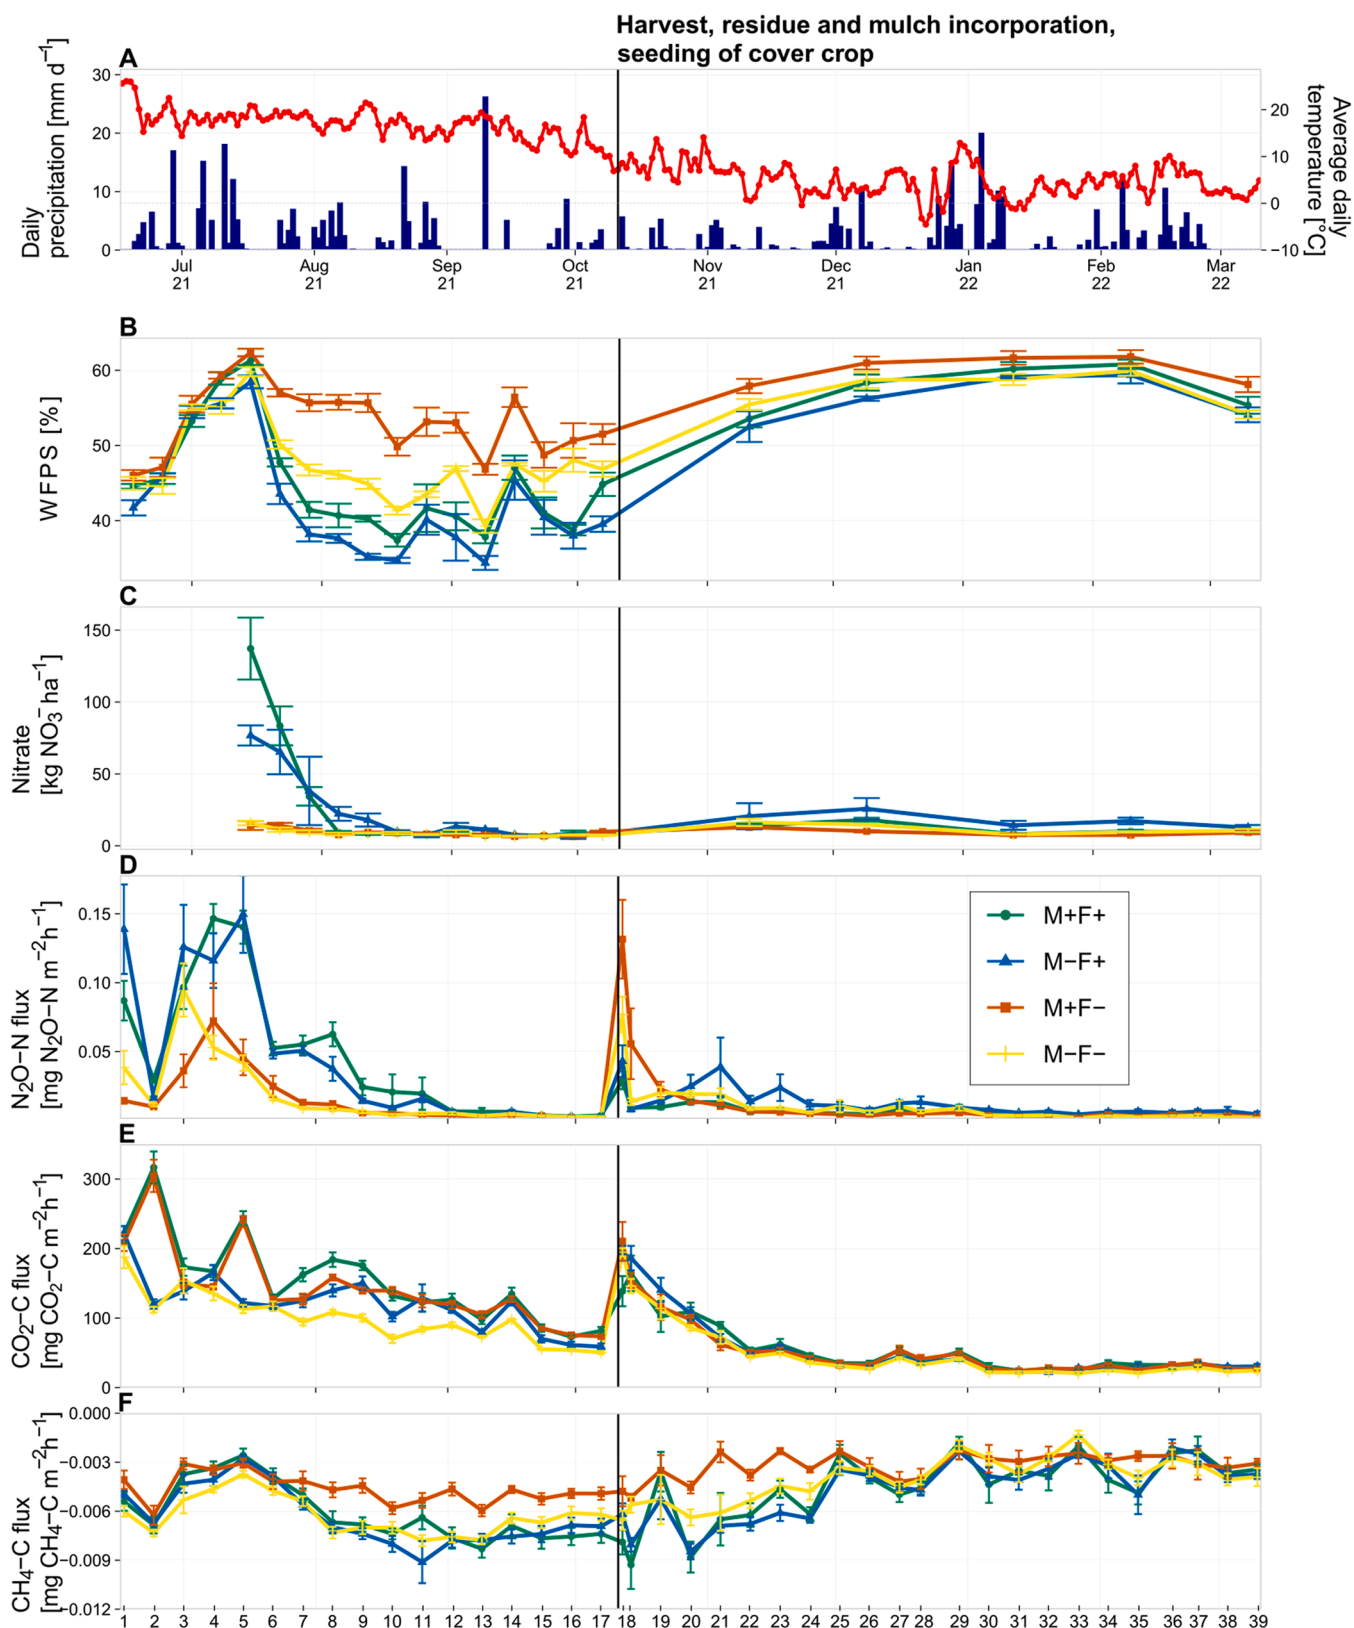 Harvest, residue and mulch incorporation,
seeding of cover crop
A
Daily
precipitation [mm d⁻¹]
30
20
10
0
20
10
0
−10
Average daily
temperature [°C]
Jul Aug Sep Oct Nov Dec Jan Feb Mar
21 21 21 21 21 21 22 22 22
B
WFPS [%]
60
50
40
C
Nitrate
[kg NO₃⁻ ha⁻¹]
150
100
50
0
D
N₂O−N flux
[mg N₂O−N m⁻²h⁻¹]
0.15
0.10
0.05
M+F+
M−F+
M+F−
M−F−
E
CO₂−C flux
[mg CO₂−C m⁻²h⁻¹]
300
200
100
0
F
CH₄−C flux
[mg CH₄−C m⁻²h⁻¹]
0.000
−0.003
−0.006
−0.009
−0.012
1 2 3 4 5 6 7 8 9 10 11 12 13 14 15 16 17 18 19 20 21 22 23 24 25 26 27 28 29 30 31 32 33 34 35 36 37 38 39